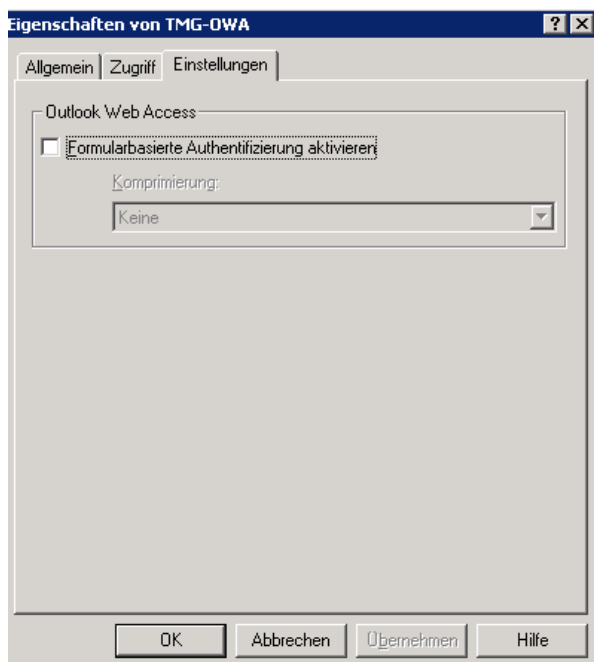 Eigenschaften von TMG-OWA
Allgemein Zugriff Einstellungen
Outlook Web Access
Formularbasierte Authentifizierung aktivieren
Komprimierung:
Keine
OK Abbrechen Übernehmen Hilfe